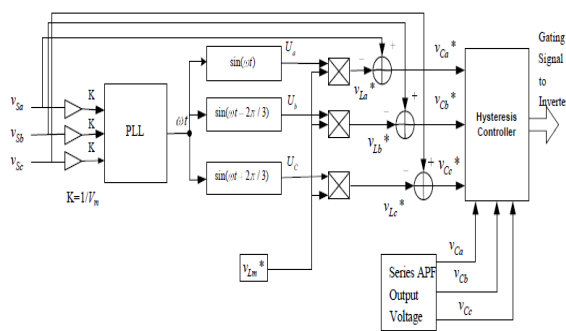 Gating
Signal
to
Inverte
v_Sa
v_Sb
v_Sc
K
K
K
K=1/V_m
PLL
ωt
sin(ωt)
sin(ωt−2π/3)
sin(ωt+2π/3)
U_a
U_b
U_C
v_Lm*
− +
v_La*
v_Ca*
− +
v_Lb*
v_Cb*
− +
v_Lc*
v_Cc*
Hysteresis
Controller
Series APF
Output
Voltage
v_Ca
v_Cb
v_Cc